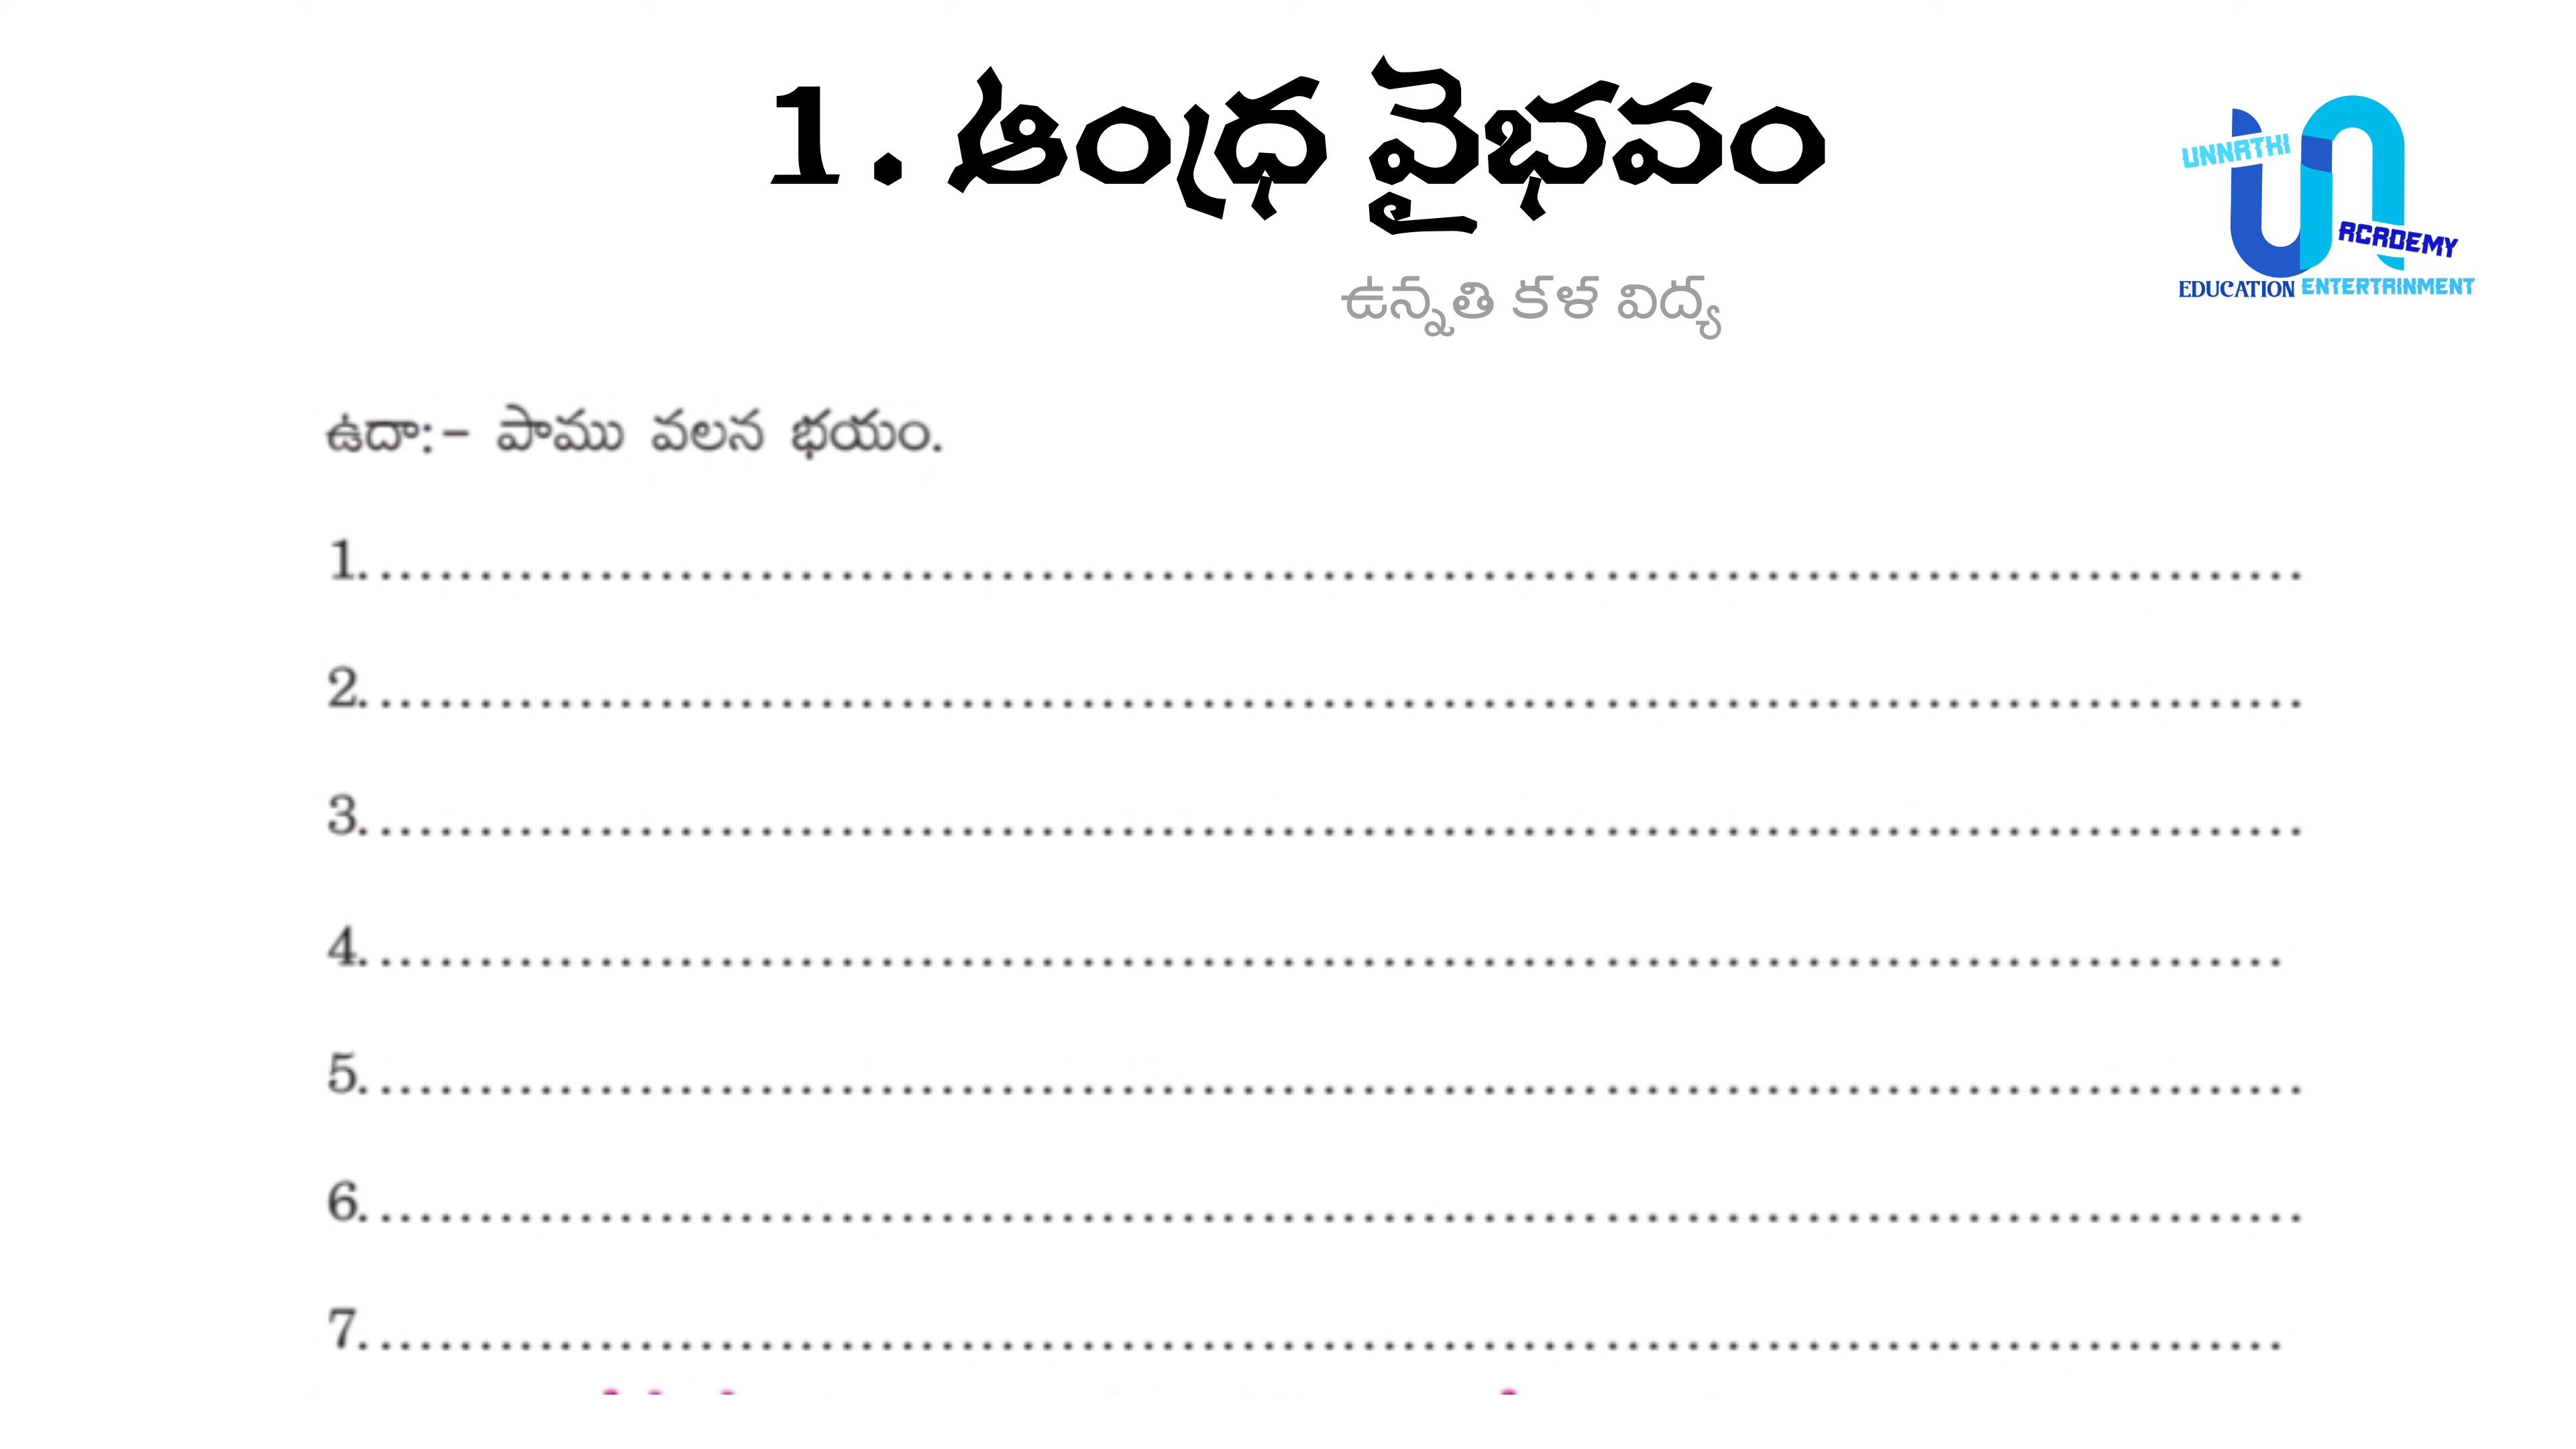 1. ఆంధ్ర వైభవం
UNNATHI
ACADEMY
EDUCATION ENTERTAINMENT
ఉన్నతి కళ విద్య
ఉదా:- పాము వలన భయం.
1.......................................................................................
2.......................................................................................
3.......................................................................................
4.......................................................................................
5.......................................................................................
6.......................................................................................
7.......................................................................................